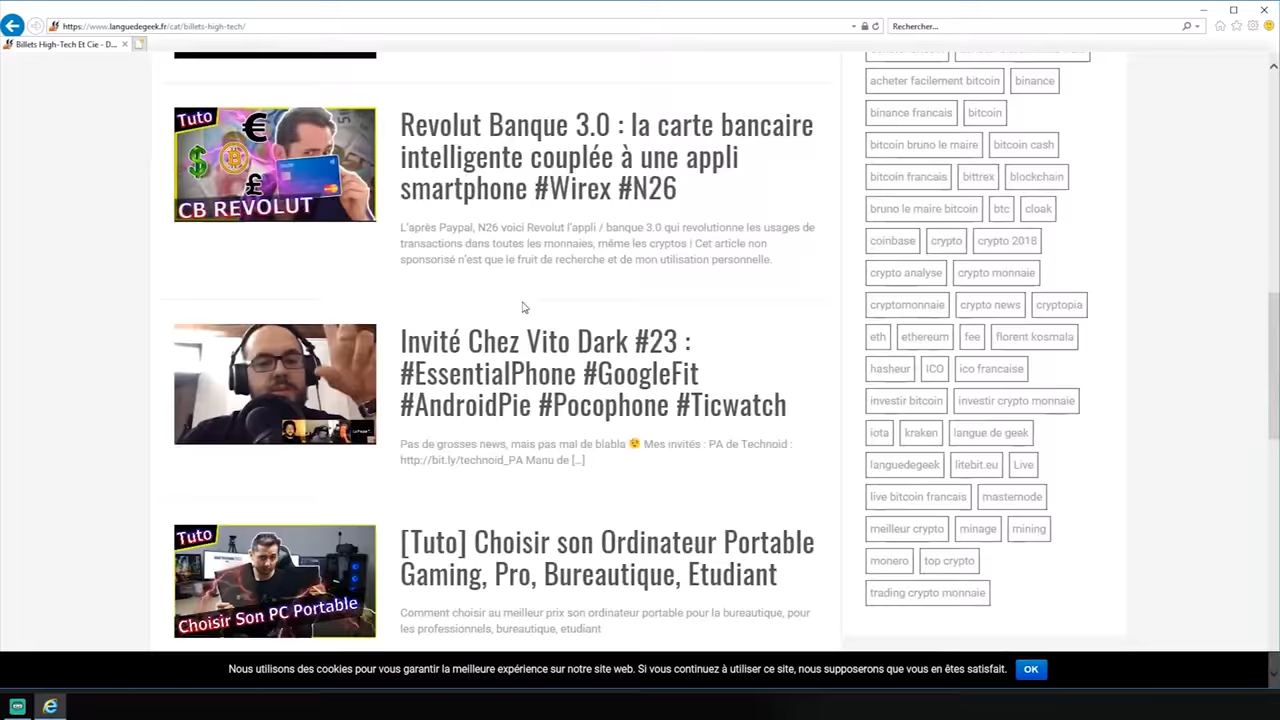 https://www.languedegeek.fr/cat/billets-high-tech/
Rechercher...
Billets High-Tech Et Cie - D...
Tuto
CB REVOLUT
Revolut Banque 3.0 : la carte bancaire
intelligente couplée à une appli
smartphone #Wirex #N26
L'après Paypal, N26 voici Revolut l'appli / banque 3.0 qui revolutionne les usages de
transactions dans toutes les monnaies, même les cryptos ! Cet article non
sponsorisé n'est que le fruit de recherche et de mon utilisation personnelle.
Invité Chez Vito Dark #23 :
#EssentialPhone #GoogleFit
#AndroidPie #Pocophone #Ticwatch
Pas de grosses news, mais pas mal de blabla 😉 Mes invités : PA de Technoid :
http://bit.ly/technoid_PA Manu de [...]
Tuto
Choisir Son PC Portable
[Tuto] Choisir son Ordinateur Portable
Gaming, Pro, Bureautique, Etudiant
Comment choisir au meilleur prix son ordinateur portable pour la bureautique, pour
les professionnels, bureautique, etudiant
acheter facilement bitcoin binance
binance francais bitcoin
bitcoin bruno le maire bitcoin cash
bitcoin francais bittrex blockchain
bruno le maire bitcoin btc cloak
coinbase crypto crypto 2018
crypto analyse crypto monnaie
cryptomonnaie crypto news cryptopia
eth ethereum fee florent kosmala
hasheur ICO ico francaise
investir bitcoin investir crypto monnaie
iota kraken langue de geek
languedegeek litebit.eu Live
live bitcoin francais masternode
meilleur crypto minage mining
monero top crypto
trading crypto monnaie
Nous utilisons des cookies pour vous garantir la meilleure expérience sur notre site web. Si vous continuez à utiliser ce site, nous supposerons que vous en êtes satisfait. OK